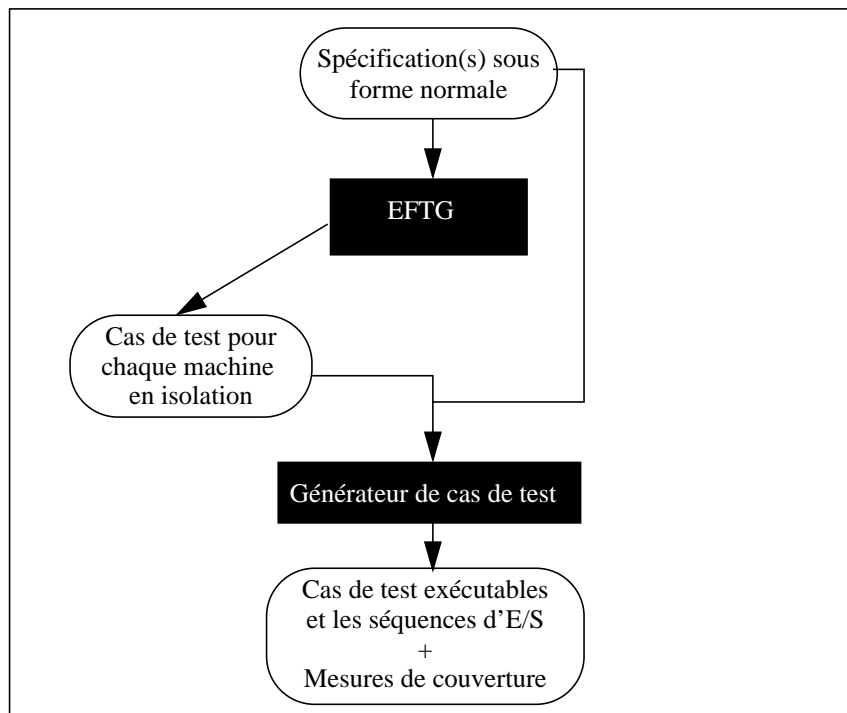 Spécification(s) sous
forme normale
EFTG
Cas de test pour
chaque machine
en isolation
Générateur de cas de test
Cas de test exécutables
et les séquences d’E/S
+
Mesures de couverture